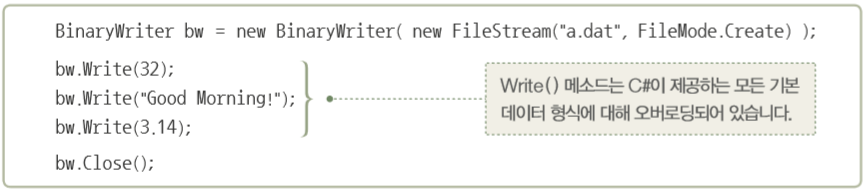 BinaryWriter bw = new BinaryWriter( new FileStream("a.dat", FileMode.Create) );
bw.Write(32);
bw.Write("Good Morning!");
bw.Write(3.14);
Write() 메소드는 C#이 제공하는 모든 기본
데이터 형식에 대해 오버로딩되어 있습니다.
bw.Close();